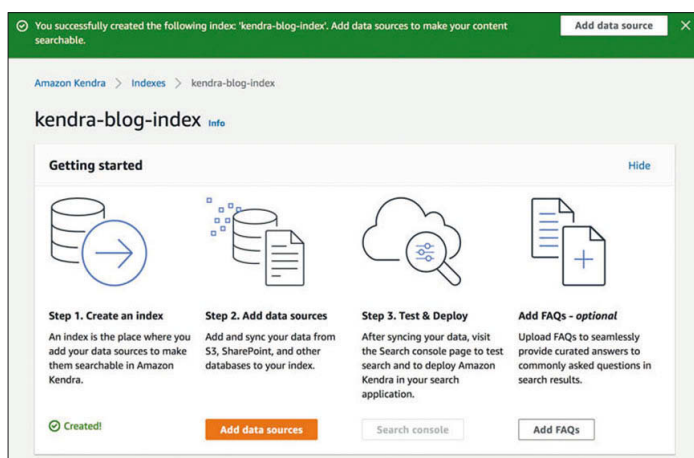 You successfully created the following index: 'kendra-blog-index'. Add data sources to make your content
searchable.
Add data source
Amazon Kendra > Indexes > kendra-blog-index
kendra-blog-index Info
Getting started
Hide
Step 1. Create an index
An index is the place where you
add your data sources to make
them searchable in Amazon
Kendra.
Created!
Step 2. Add data sources
Add and sync your data from
S3, SharePoint, and other
databases to your index.
Add data sources
Step 3. Test & Deploy
After syncing your data, visit
the Search console page to test
search and to deploy Amazon
Kendra in your search
application.
Search console
Add FAQs - optional
Upload FAQs to seamlessly
provide curated answers to
commonly asked questions in
search results.
Add FAQs